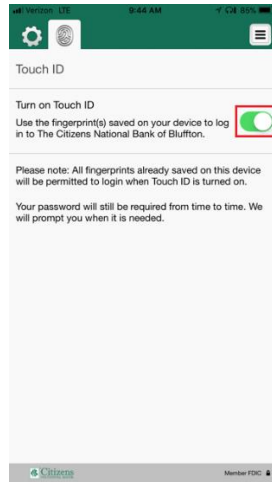 Verizon LTE 9:44 AM 85%
Touch ID
Turn on Touch ID
Use the fingerprint(s) saved on your device to log
in to The Citizens National Bank of Bluffton.
Please note: All fingerprints already saved on this device
will be permitted to login when Touch ID is turned on.
Your password will still be required from time to time. We
will prompt you when it is needed.
Citizens Member FDIC